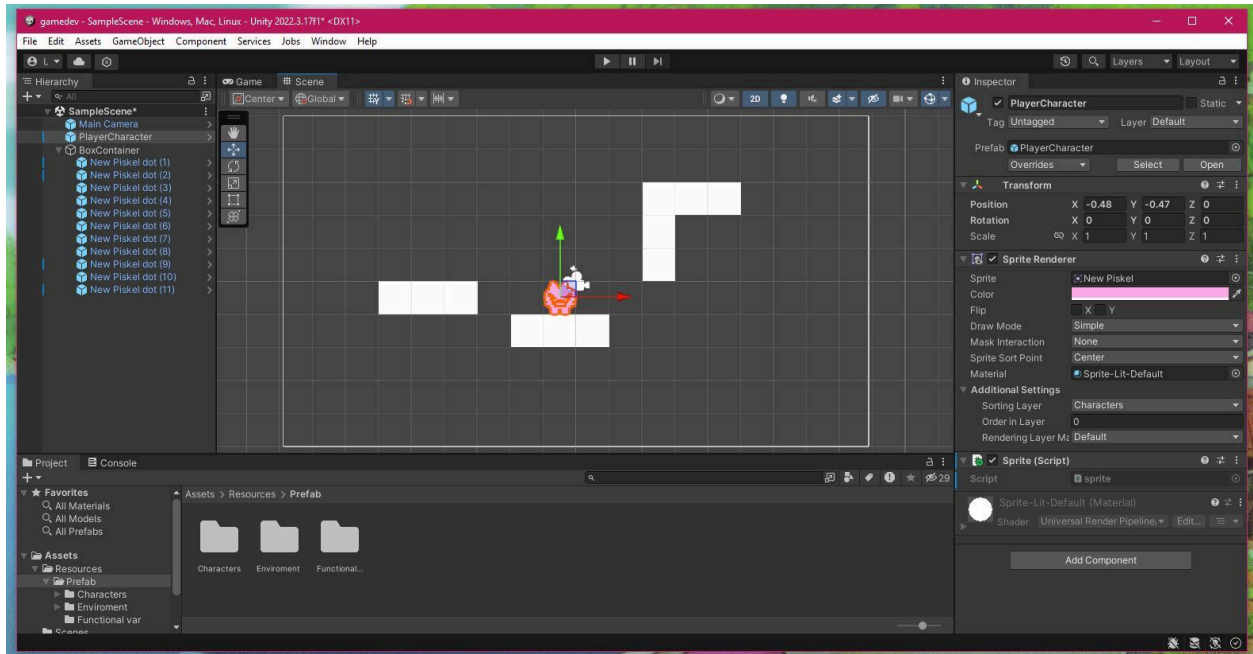 gamedev - SampleScene - Windows, Mac, Linux - Unity 2022.3.17f1* <DX11>
File Edit Assets GameObject Component Services Jobs Window Help
L
Layers Layout
Hierarchy
Game Scene
Inspector
All
Center Global
2D
SampleScene*
Main Camera
PlayerCharacter
BoxContainer
New Piskel dot (1)
New Piskel dot (2)
New Piskel dot (3)
New Piskel dot (4)
New Piskel dot (5)
New Piskel dot (6)
New Piskel dot (7)
New Piskel dot (8)
New Piskel dot (9)
New Piskel dot (10)
New Piskel dot (11)
PlayerCharacter Static
Tag Untagged Layer Default
Prefab PlayerCharacter
Overrides Select Open
Transform
Position X -0.48 Y -0.47 Z 0
Rotation X 0 Y 0 Z 0
Scale X 1 Y 1 Z 1
Sprite Renderer
Sprite New Piskel
Color
Flip X Y
Draw Mode Simple
Mask Interaction None
Sprite Sort Point Center
Material Sprite-Lit-Default
Additional Settings
Sorting Layer Characters
Order in Layer 0
Rendering Layer Ma Default
Sprite (Script)
Script sprite
Sprite-Lit-Default (Material)
Shader Universal Render Pipeline, Edit...
Add Component
Project Console
29
Favorites
All Materials
All Models
All Prefabs
Assets
Resources
Prefab
Characters
Enviroment
Functional var
Scenes
Assets > Resources > Prefab
Characters Enviroment Functional...